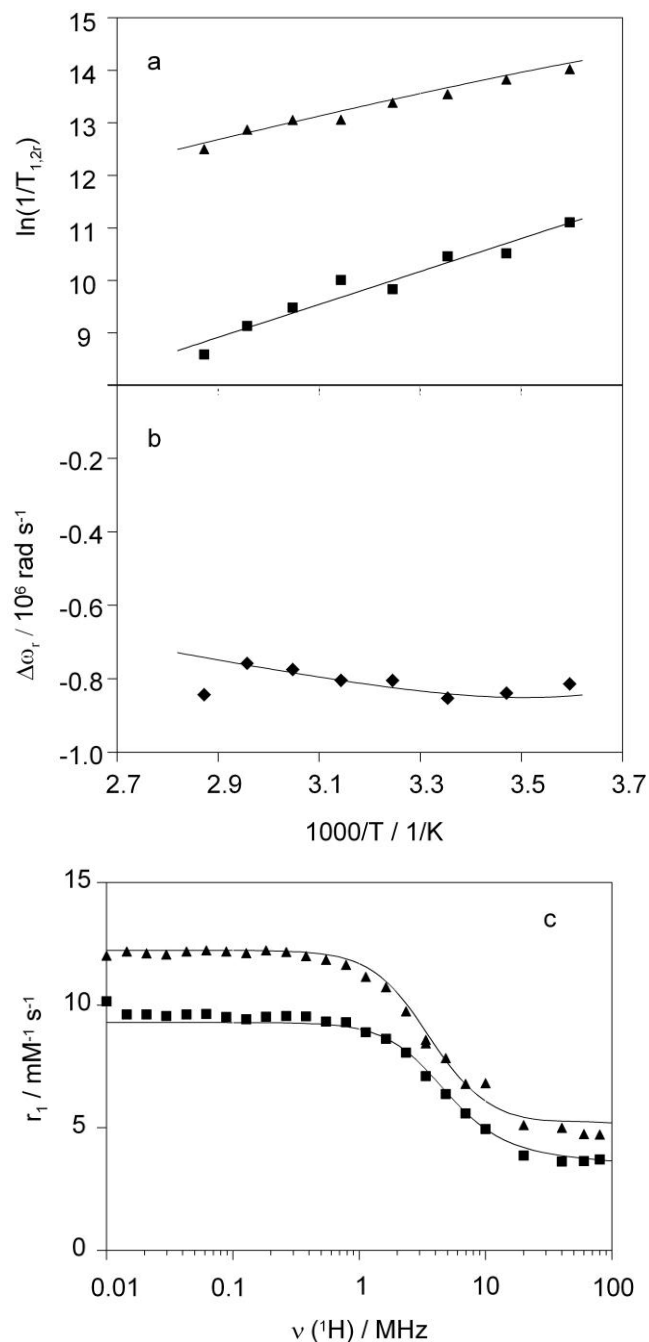 a
15
14
13
12
11
10
9
ln(1/T1,2r)
b
-0.2
-0.4
-0.6
-0.8
-1.0
Δωr / 10⁶ rad s⁻¹
2.7 2.9 3.1 3.3 3.5 3.7
1000/T / 1/K
c
15
10
5
0
r₁ / mM⁻¹ s⁻¹
0.01 0.1 1 10 100
ν (¹H) / MHz